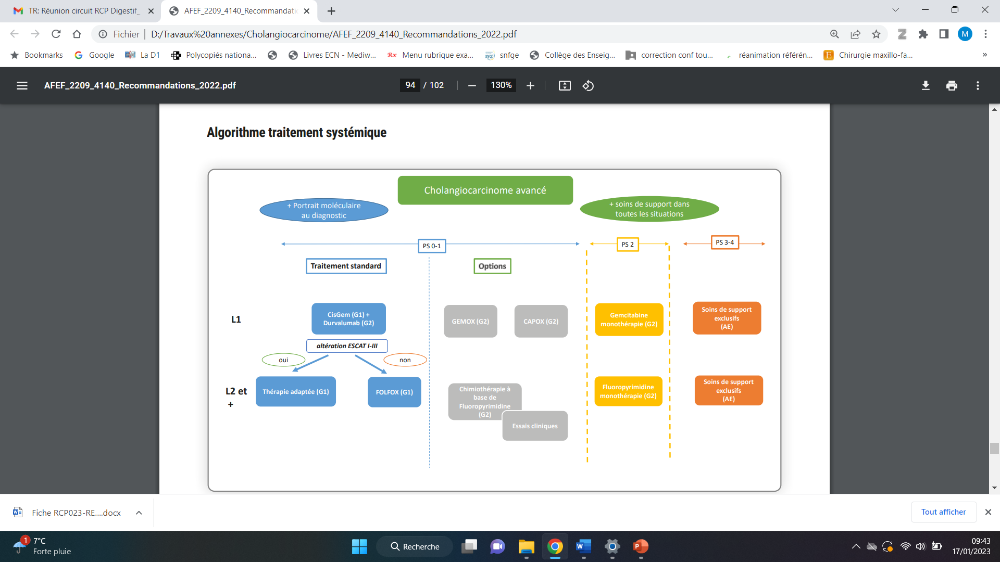 TR: Réunion circuit RCP Digestif_
AFEF_2209_4140_Recommandatio
Fichier
D:/Travaux%20annexes/Cholangiocarcinome/AFEF_2209_4140_Recommandations_2022.pdf
M
Bookmarks
Google
La D1
Polycopiés nationa...
Livres ECN - Mediw...
Rx
Menu rubrique exa...
snfge
Collège des Enseig...
correction conf tou...
réanimation référén...
E
Chirurgie maxillo-fa...
»
AFEF_2209_4140_Recommandations_2022.pdf
94 / 102
130%
Algorithme traitement systémique
Cholangiocarcinome avancé
+ Portrait moléculaire
au diagnostic
+ soins de support dans
toutes les situations
PS 0-1
PS 2
PS 3-4
Traitement standard
Options
L1
CisGem (G1) +
Durvalumab (G2)
GEMOX (G2)
CAPOX (G2)
Gemcitabine
monothérapie (G2)
Soins de support
exclusifs
(AE)
altération ESCAT I-III
oui
non
L2 et
+
Thérapie adaptée (G1)
FOLFOX (G1)
Chimiothérapie à
base de
Fluoropyrimidine
(G2)
Essais cliniques
Fluoropyrimidine
monothérapie (G2)
Soins de support
exclusifs
(AE)
Fiche RCP023-RE....docx
Tout afficher
1
7°C
Forte pluie
Recherche
09:43
17/01/2023